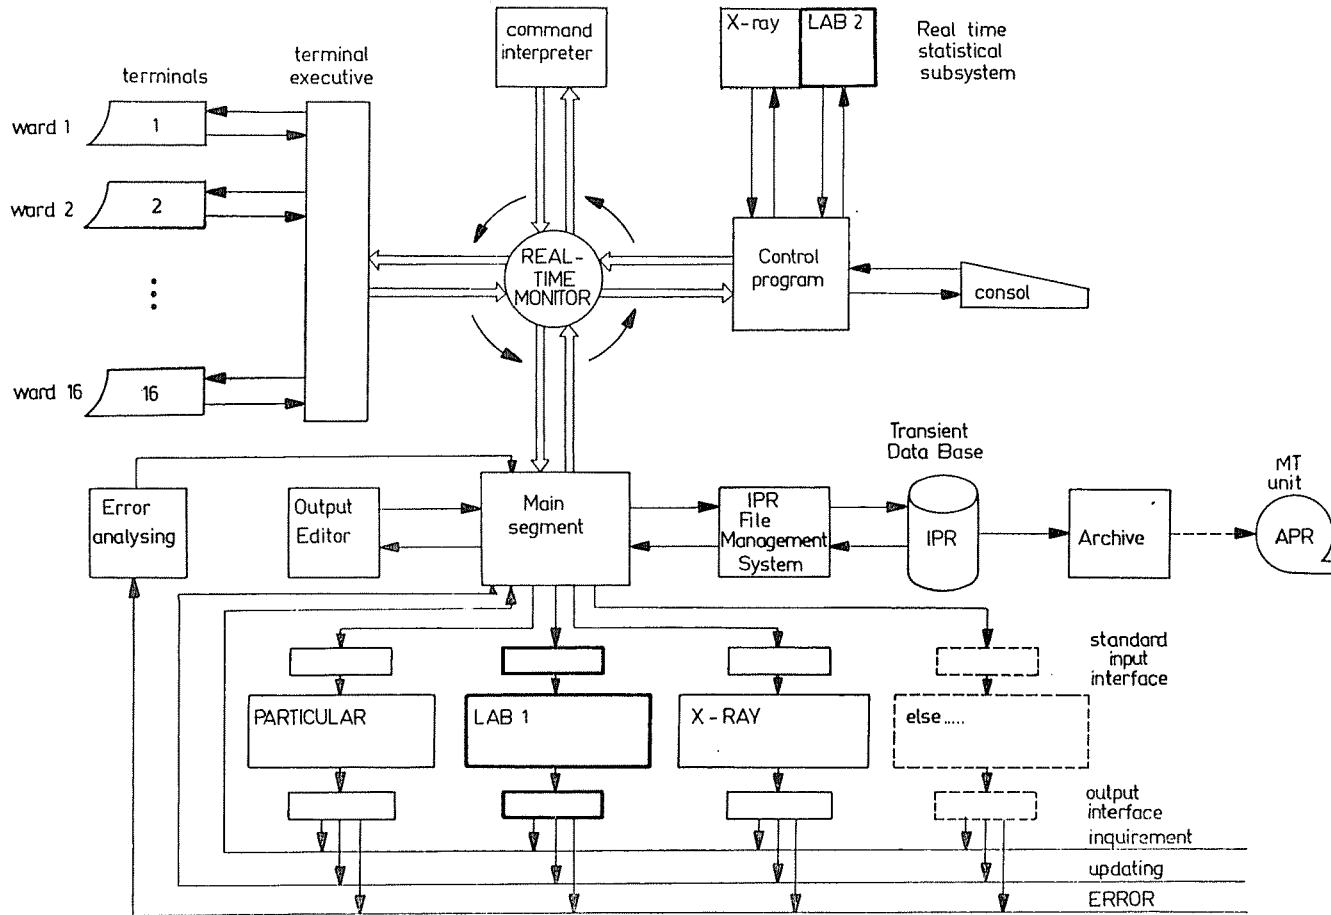 command
interpreter
X-ray
LAB 2
Real time
statistical
subsystem
terminals
terminal
executive
ward 1
1
ward 2
2
ward 16
16
REAL-
TIME
MONITOR
Control
program
consol
Error
analysing
Output
Editor
Main
segment
IPR
File
Management
System
Transient
Data Base
IPR
Archive
MT
unit
APR
standard
input
interface
PARTICULAR
LAB 1
X-RAY
else.....
output
interface
inquirement
updating
ERROR